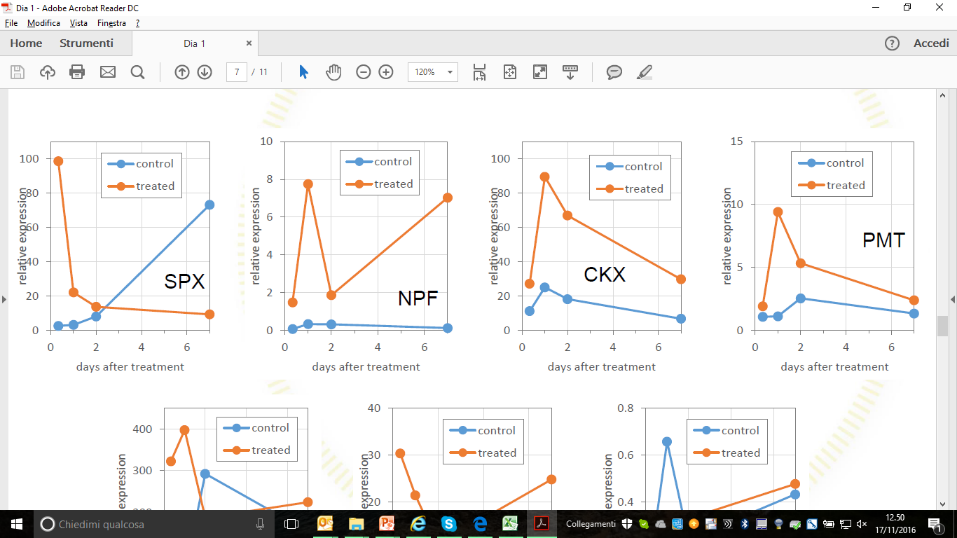 Dia 1 - Adobe Acrobat Reader DC
File Modifica Vista Finestra ?
Home Strumenti Dia 1 × ? Accedi
7 / 11 120%
100
80
60
40
20
0
0 2 4 6
relative expression
control
treated
SPX
days after treatment
10
8
6
4
2
0
0 2 4 6
relative expression
control
treated
NPF
days after treatment
100
80
60
40
20
0
0 2 4 6
relative expression
control
treated
CKX
days after treatment
15
10
5
0
0 2 4 6
relative expression
control
treated
PMT
days after treatment
400
300
expression
control
treated
40
30
20
expression
control
treated
0.8
0.6
0.4
expression
control
treated
Chiedimi qualcosa
Collegamenti
12.50
17/11/2016
1